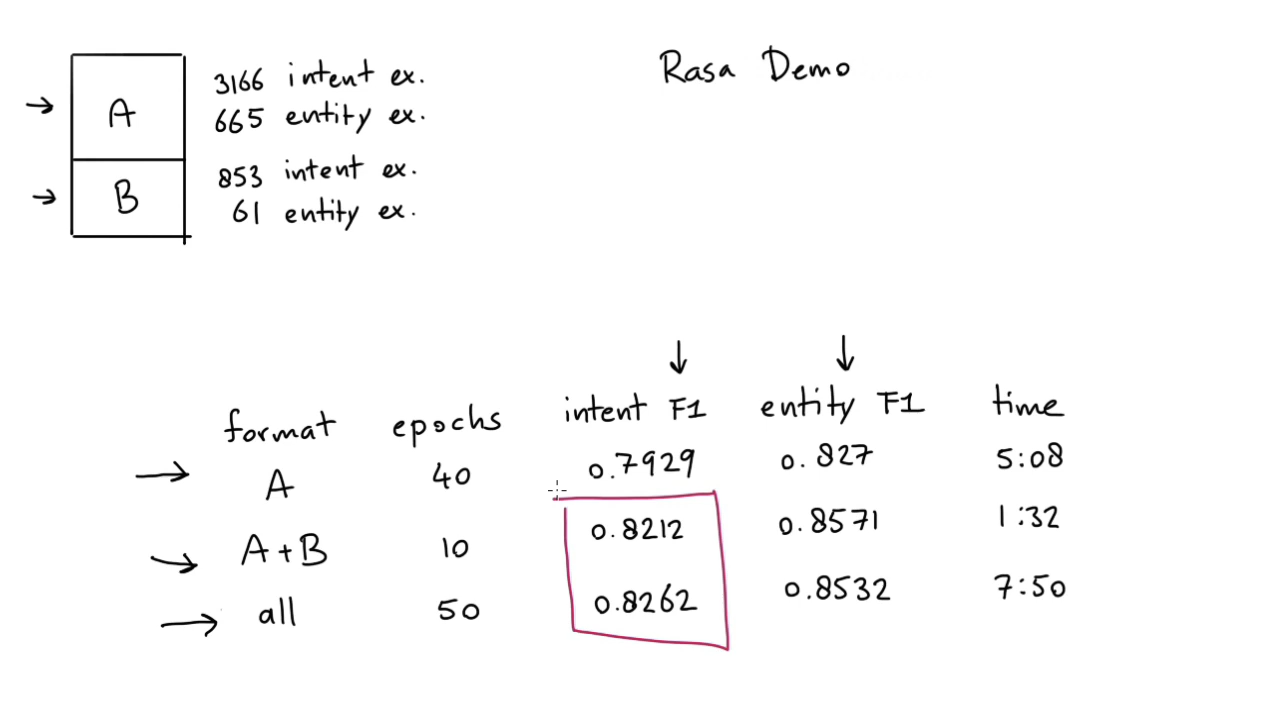 Rasa Demo
A
3166 intent ex.
665 entity ex.
B
853 intent ex.
61 entity ex.
format epochs intent F1 entity F1 time
A 40 0.7929 0.827 5:08
A+B 10 0.8212 0.8571 1:32
all 50 0.8262 0.8532 7:50